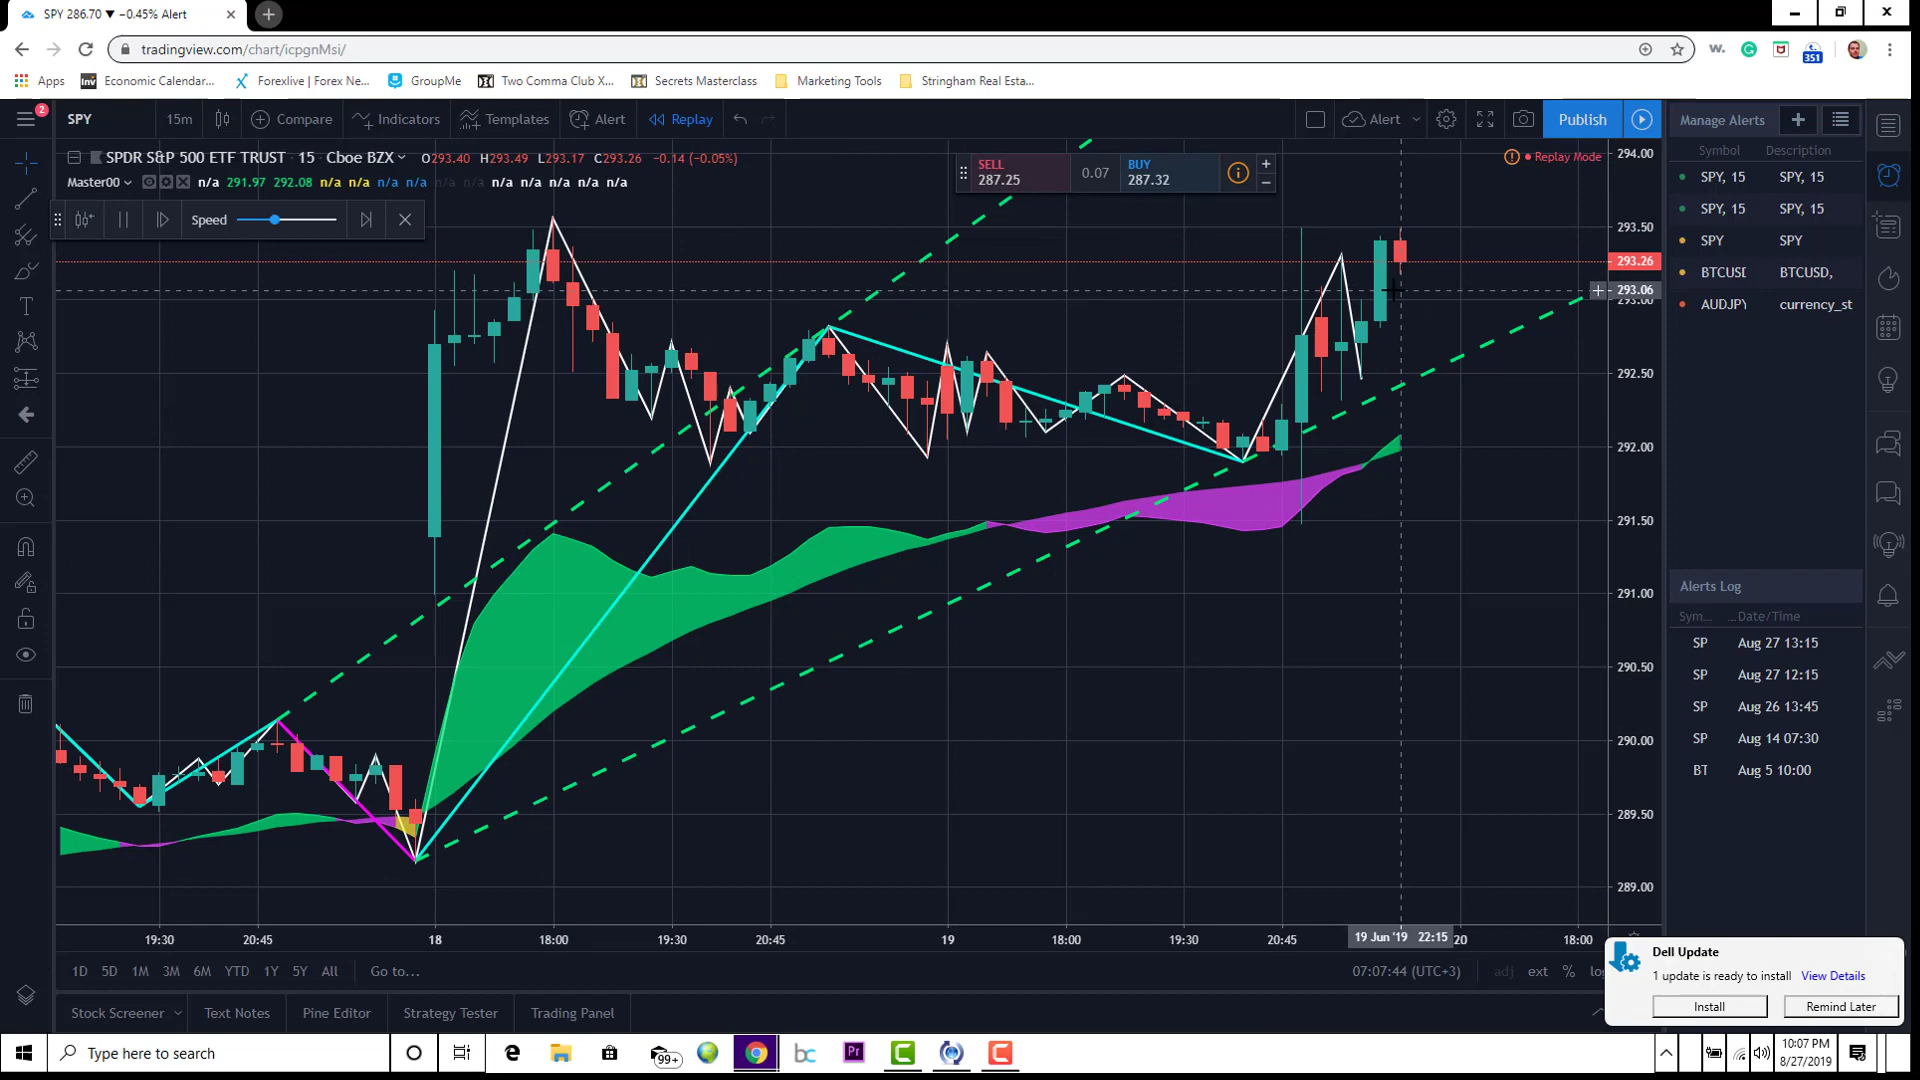 SPY 286.70 ▼ −0.45% Alert
tradingview.com/chart/icpgnMsi/
351
Apps
Economic Calendar...
Forexlive | Forex Ne...
GroupMe
Two Comma Club X...
Secrets Masterclass
Marketing Tools
Stringham Real Esta...
2
SPY
15m
Compare
Indicators
Templates
Alert
Replay
Alert
Publish
Manage Alerts
SPDR S&P 500 ETF TRUST · 15 · Cboe BZX
O293.40 H293.49 L293.17 C293.26 −0.14 (−0.05%)
Master00 n/a 291.97 292.08 n/a n/a n/a n/a n/a n/a n/a n/a n/a n/a n/a
Speed
SELL
287.25
0.07
BUY
287.32
Replay Mode
294.00
293.50
293.26
293.06
293.00
292.50
292.00
291.50
291.00
290.50
290.00
289.50
289.00
Symbol Description
SPY, 15 SPY, 15
SPY, 15 SPY, 15
SPY SPY
BTCUSD BTCUSD,
AUDJPY currency_st
Alerts Log
Sym... ... Date/Time
SP Aug 27 13:15
SP Aug 27 12:15
SP Aug 26 13:45
SP Aug 14 07:30
BT Aug 5 10:00
19:30 20:45 18 18:00 19:30 20:45 19 18:00 19:30 20:45 19 Jun '19 22:15 20 18:00
1D 5D 1M 3M 6M YTD 1Y 5Y All Go to...
07:07:44 (UTC+3) adj ext %
Stock Screener
Text Notes
Pine Editor
Strategy Tester
Trading Panel
Dell Update
1 update is ready to install View Details
Install
Remind Later
Type here to search
99+
bc
Pr
10:07 PM
8/27/2019